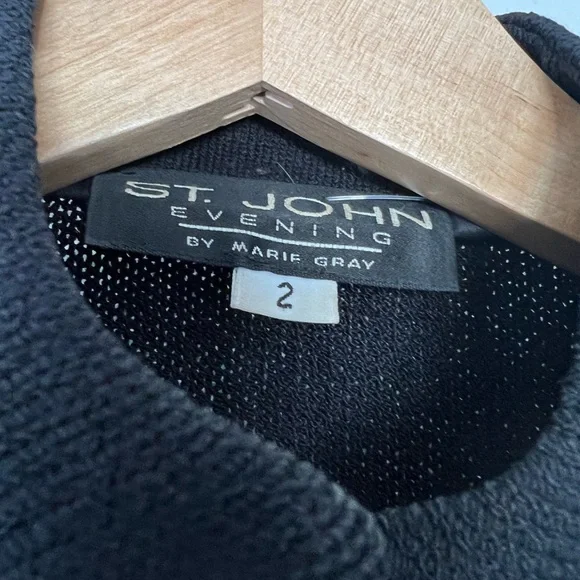 ST. JOHN
EVENING
BY MARIE GRAY
2